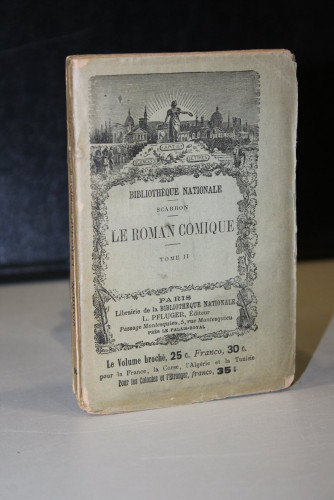 BIBLIOTHÈQUE NATIONALE
SCARRON
LE ROMAN COMIQUE
TOME II
PARIS
Librairie de la BIBLIOTHÈQUE NATIONALE
L. PFLUGER, Éditeur
Passage Montesquieu, 5, rue Montesquieu
PRÈS LE PALAIS-ROYAL
Le Volume broché, 25 c. Franco, 30 c.
pour la France, la Corse, l'Algérie et la Tunisie
Pour les Colonies et l'Étranger, franco, 35 c